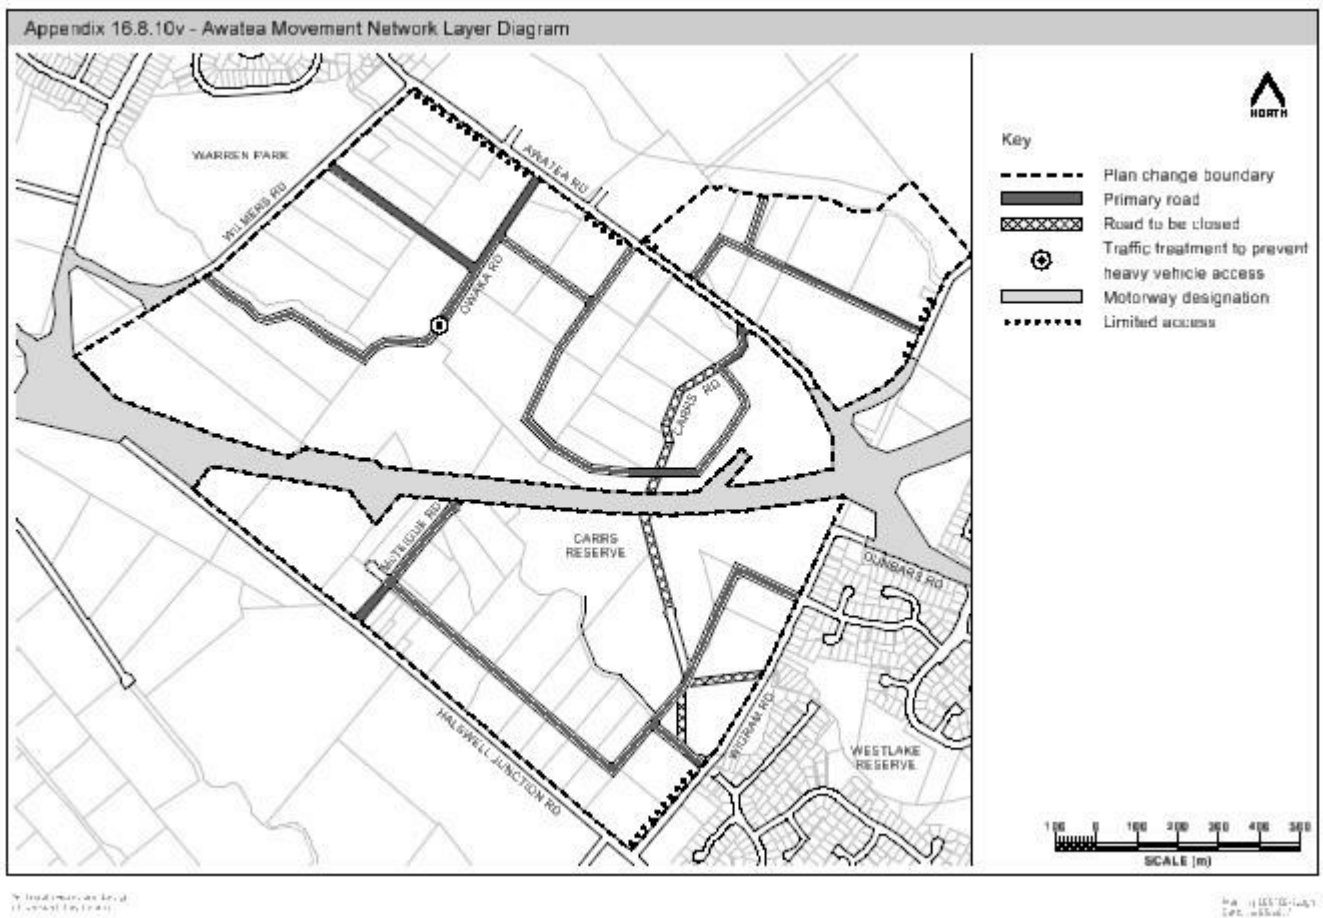 Appendix 16.8.10v - Awatea Movement Network Layer Diagram
NORTH
Key
Plan change boundary
Primary road
Road to be closed
Traffic treatment to prevent
heavy vehicle access
Motorway designation
Limited access
WARREN PARK
AWATEA RD
WILMERS RD
OWAKA RD
CARRS RD
McTEIGUE RD
CARRS
RESERVE
DUNBARS RD
HALSWELL JUNCTION RD
WIGRAM RD
WESTLAKE
RESERVE
100 0 100 200 300 400 500
SCALE (m)